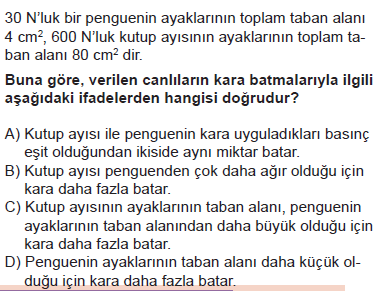 30 N'luk bir penguenin ayaklarının toplam taban alanı
4 cm², 600 N'luk kutup ayısının ayaklarının toplam ta-
ban alanı 80 cm² dir.
Buna göre, verilen canlıların kara batmalarıyla ilgili
aşağıdaki ifadelerden hangisi doğrudur?
A) Kutup ayısı ile penguenin kara uyguladıkları basınç
eşit olduğundan ikiside aynı miktar batar.
B) Kutup ayısı penguenden çok daha ağır olduğu için
kara daha fazla batar.
C) Kutup ayısının ayaklarının taban alanı, penguenin
ayaklarının taban alanından daha büyük olduğu için
kara daha fazla batar.
D) Penguenin ayaklarının taban alanı daha küçük ol-
duğu için kara daha fazla batar.